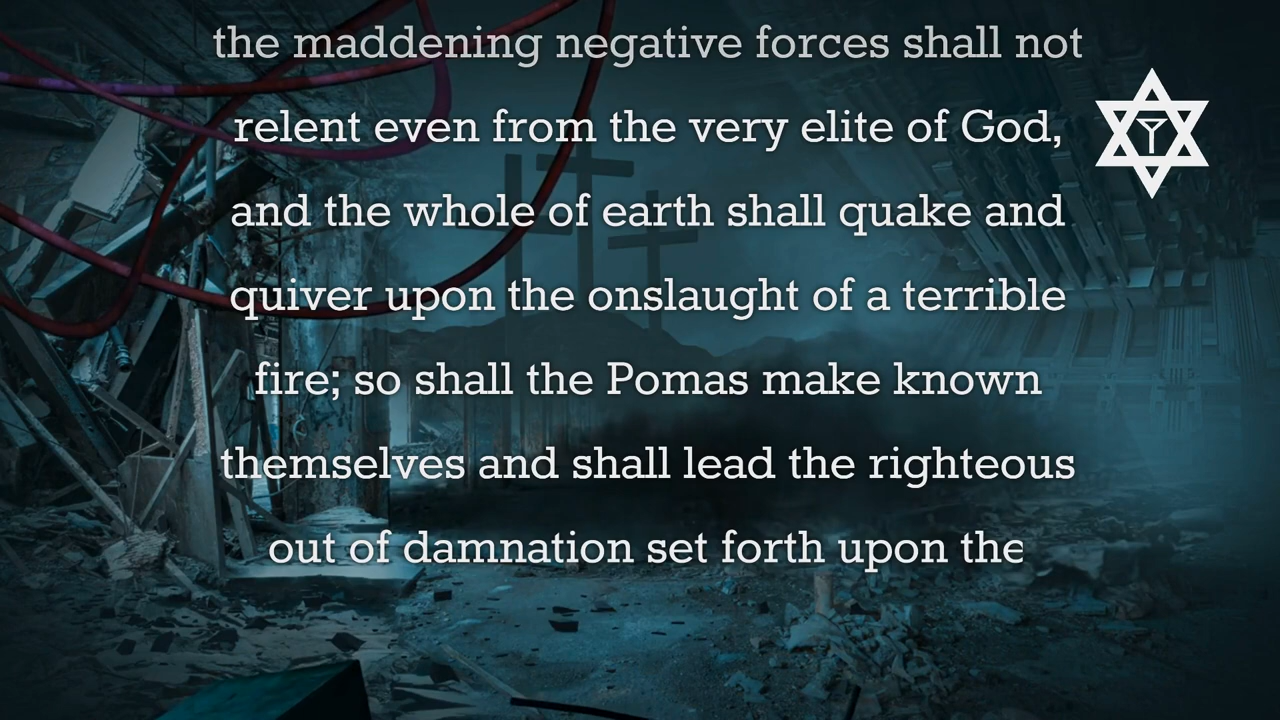 the maddening negative forces shall not
relent even from the very elite of God,
and the whole of earth shall quake and
quiver upon the onslaught of a terrible
fire; so shall the Pomas make known
themselves and shall lead the righteous
out of damnation set forth upon the